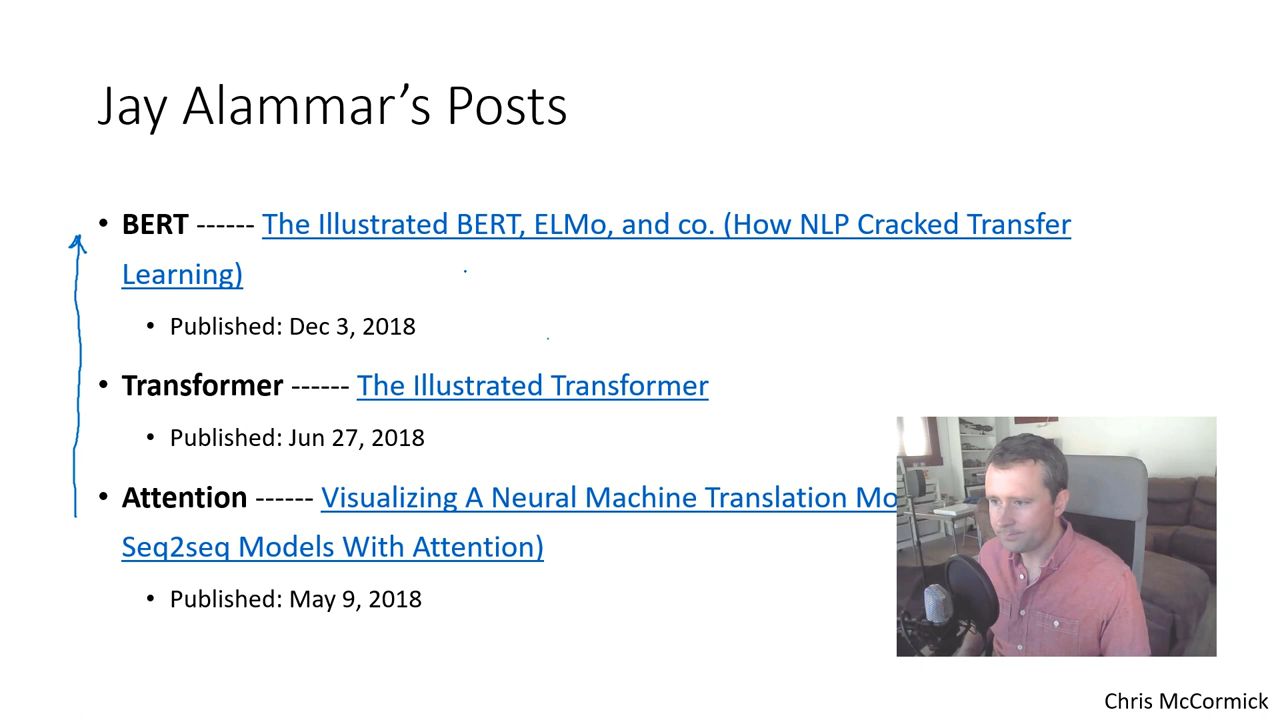 Jay Alammar’s Posts
• BERT ------ The Illustrated BERT, ELMo, and co. (How NLP Cracked Transfer
Learning)
• Published: Dec 3, 2018
• Transformer ------ The Illustrated Transformer
• Published: Jun 27, 2018
• Attention ------ Visualizing A Neural Machine Translation
Seq2seq Models With Attention)
• Published: May 9, 2018
Chris McCormick